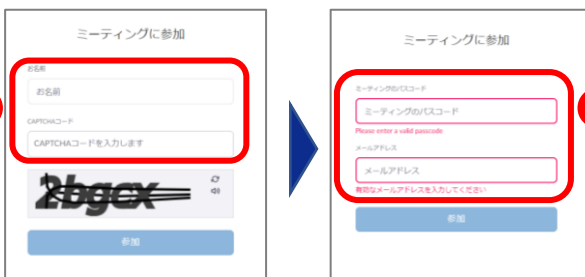 ミーティングに参加
お名前
お名前
CAPTCHAコード
CAPTCHAコードを入力します
2bgcx
参加
ミーティングに参加
ミーティングのパスコード
ミーティングのパスコード
Please enter a valid passcode
メールアドレス
メールアドレス
有効なメールアドレスを入力してください
参加